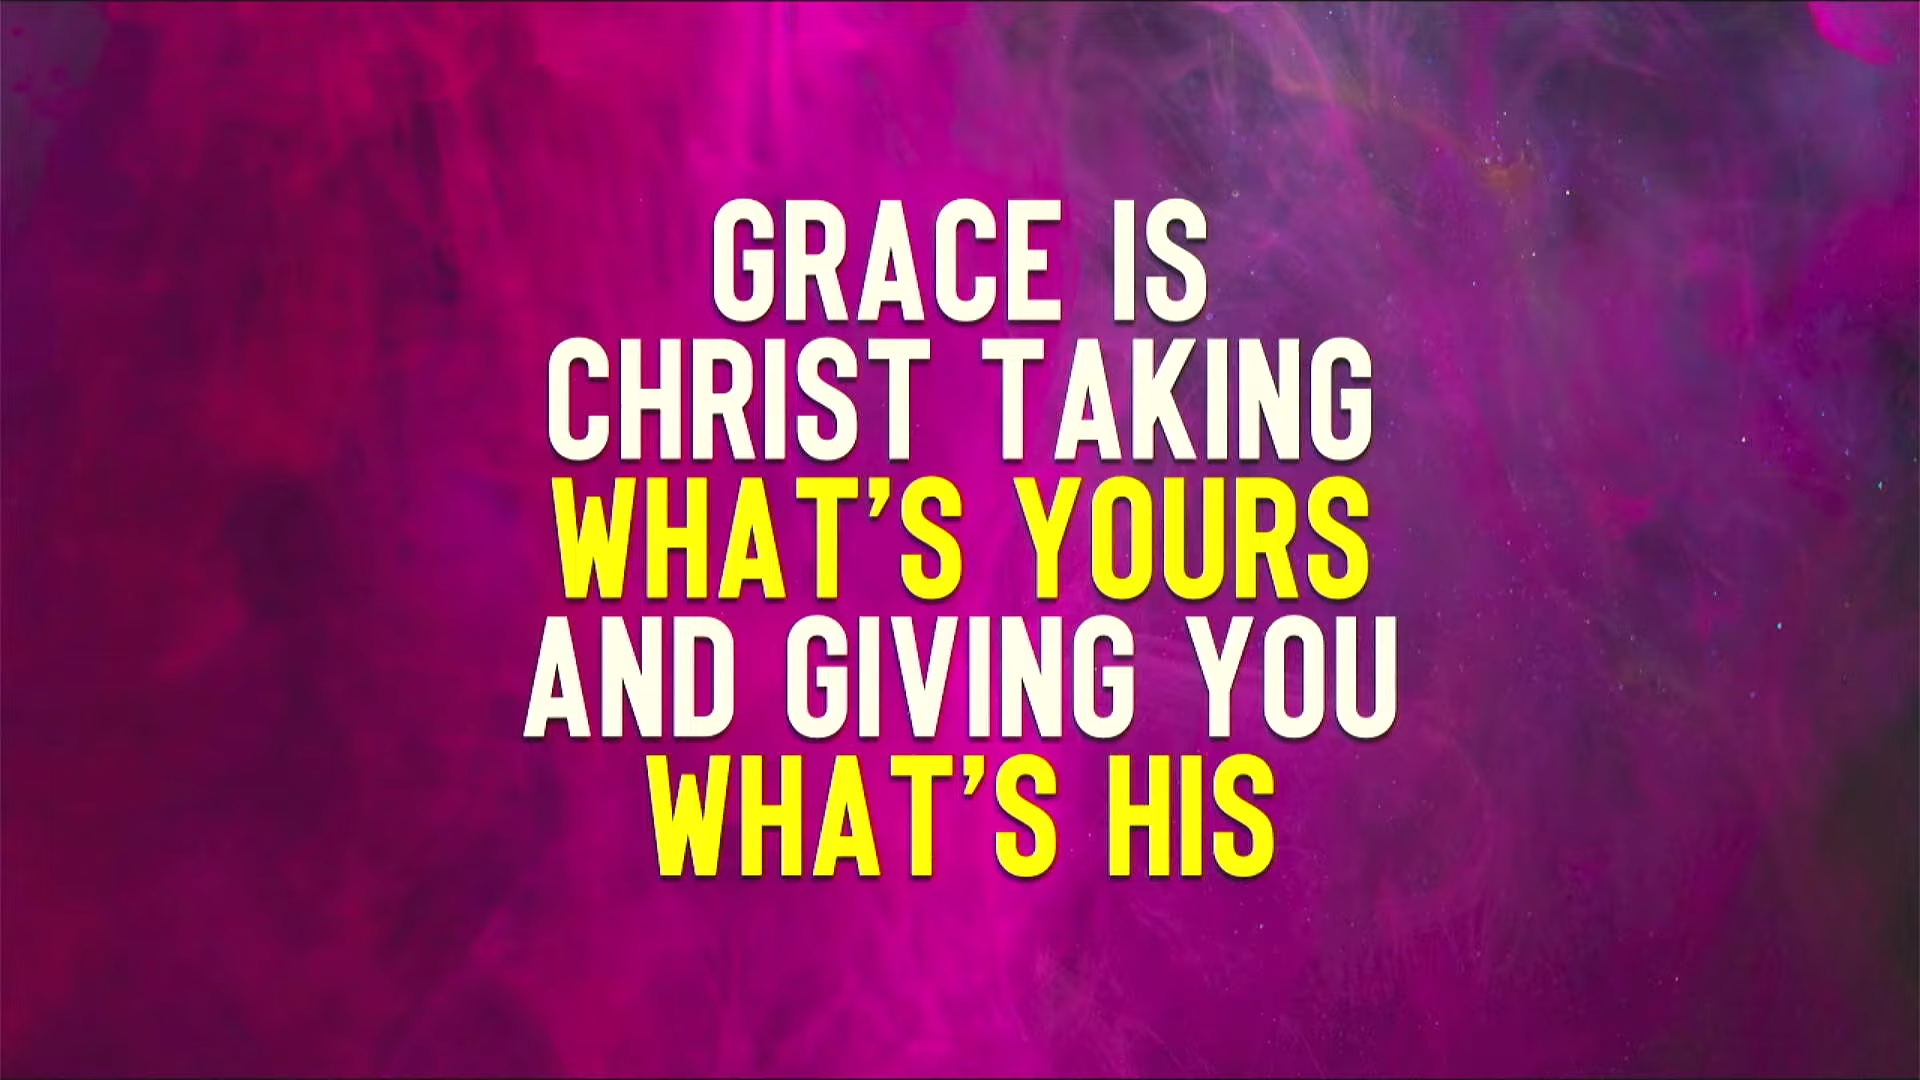 GRACE IS
CHRIST TAKING
WHAT'S YOURS
AND GIVING YOU
WHAT'S HIS